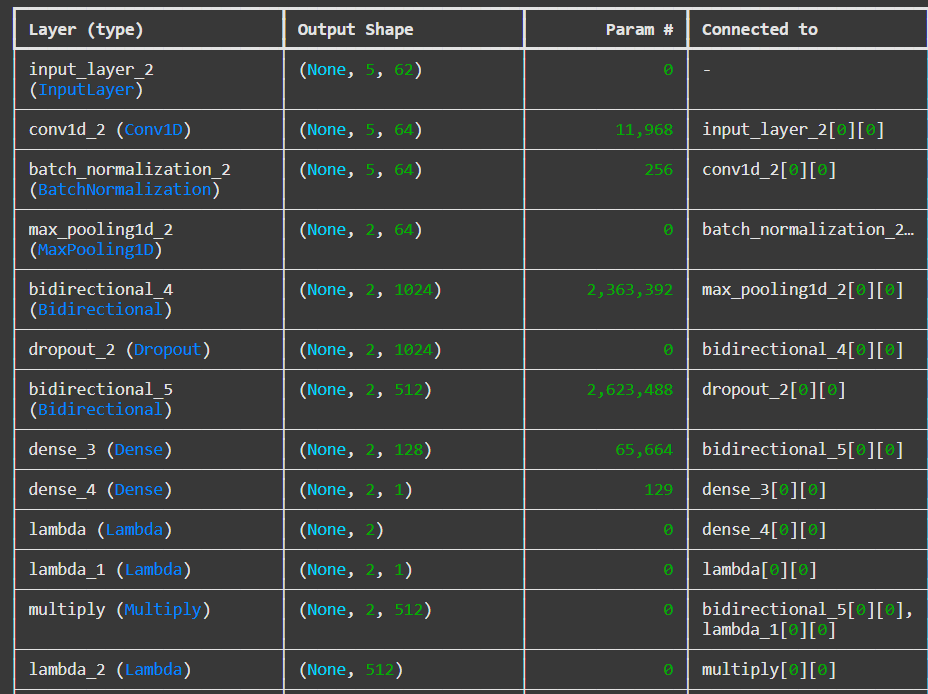 Layer (type) Output Shape Param # Connected to
input_layer_2 (None, 5, 62) 0 -
(InputLayer)
conv1d_2 (Conv1D) (None, 5, 64) 11,968 input_layer_2[0][0]
batch_normalization_2 (None, 5, 64) 256 conv1d_2[0][0]
(BatchNormalization)
max_pooling1d_2 (None, 2, 64) 0 batch_normalization_2…
(MaxPooling1D)
bidirectional_4 (None, 2, 1024) 2,363,392 max_pooling1d_2[0][0]
(Bidirectional)
dropout_2 (Dropout) (None, 2, 1024) 0 bidirectional_4[0][0]
bidirectional_5 (None, 2, 512) 2,623,488 dropout_2[0][0]
(Bidirectional)
dense_3 (Dense) (None, 2, 128) 65,664 bidirectional_5[0][0]
dense_4 (Dense) (None, 2, 1) 129 dense_3[0][0]
lambda (Lambda) (None, 2) 0 dense_4[0][0]
lambda_1 (Lambda) (None, 2, 1) 0 lambda[0][0]
multiply (Multiply) (None, 2, 512) 0 bidirectional_5[0][0],
lambda_1[0][0]
lambda_2 (Lambda) (None, 512) 0 multiply[0][0]